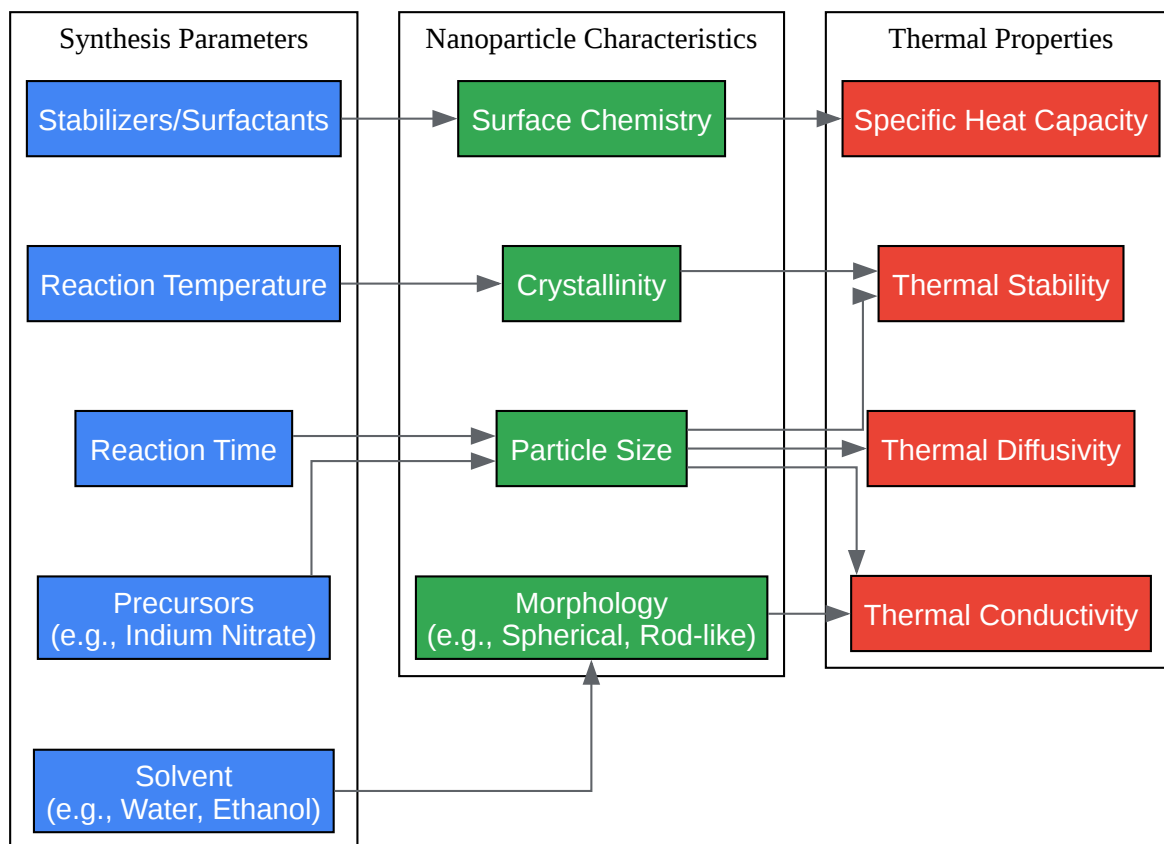 Synthesis Parameters
Stabilizers/Surfactants
Reaction Temperature
Reaction Time
Precursors
(e.g., Indium Nitrate)
Solvent
(e.g., Water, Ethanol)
Nanoparticle Characteristics
Surface Chemistry
Crystallinity
Particle Size
Morphology
(e.g., Spherical, Rod-like)
Thermal Properties
Specific Heat Capacity
Thermal Stability
Thermal Diffusivity
Thermal Conductivity